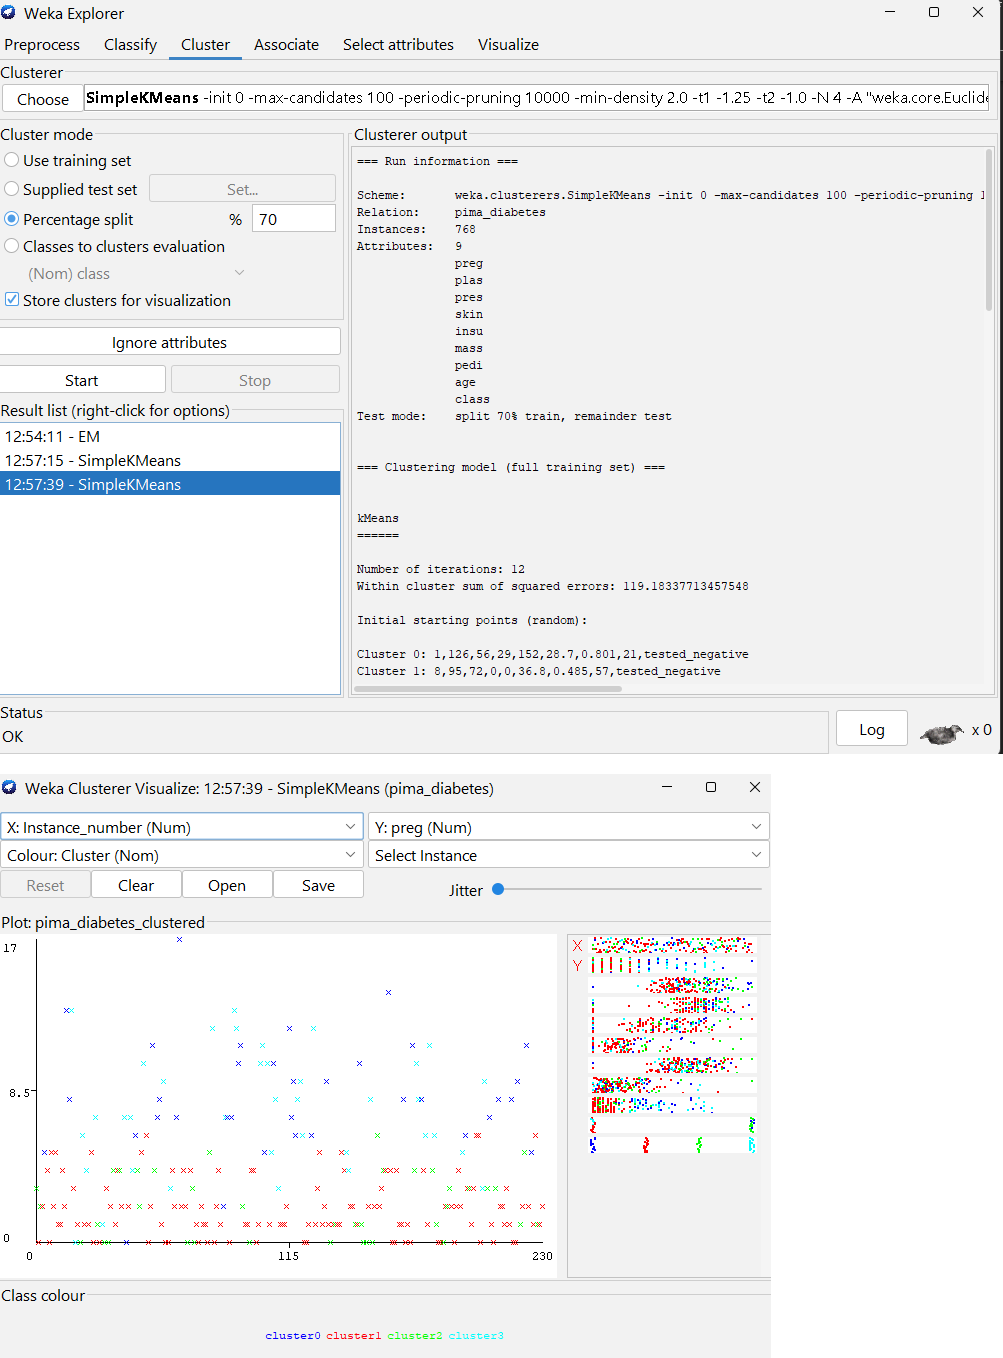 Weka Explorer
Preprocess Classify Cluster Associate Select attributes Visualize
Clusterer
Choose SimpleKMeans -init 0 -max-candidates 100 -periodic-pruning 10000 -min-density 2.0 -t1 -1.25 -t2 -1.0 -N 4 -A "weka.core.Euclide
Cluster mode
Use training set
Supplied test set Set...
Percentage split % 70
Classes to clusters evaluation
(Nom) class
Store clusters for visualization
Ignore attributes
Start Stop
Result list (right-click for options)
12:54:11 - EM
12:57:15 - SimpleKMeans
12:57:39 - SimpleKMeans
Clusterer output
=== Run information ===
Scheme: weka.clusterers.SimpleKMeans -init 0 -max-candidates 100 -periodic-pruning 1
Relation: pima_diabetes
Instances: 768
Attributes: 9
preg
plas
pres
skin
insu
mass
pedi
age
class
Test mode: split 70% train, remainder test
=== Clustering model (full training set) ===
kMeans
======
Number of iterations: 12
Within cluster sum of squared errors: 119.18337713457548
Initial starting points (random):
Cluster 0: 1,126,56,29,152,28.7,0.801,21,tested_negative
Cluster 1: 8,95,72,0,0,36.8,0.485,57,tested_negative
Status
OK
Log x 0
Weka Clusterer Visualize: 12:57:39 - SimpleKMeans (pima_diabetes)
X: Instance_number (Num) Y: preg (Num)
Colour: Cluster (Nom) Select Instance
Reset Clear Open Save Jitter
Plot: pima_diabetes_clustered
17
8.5
0
0 115 230
X
Y
Class colour
cluster0 cluster1 cluster2 cluster3